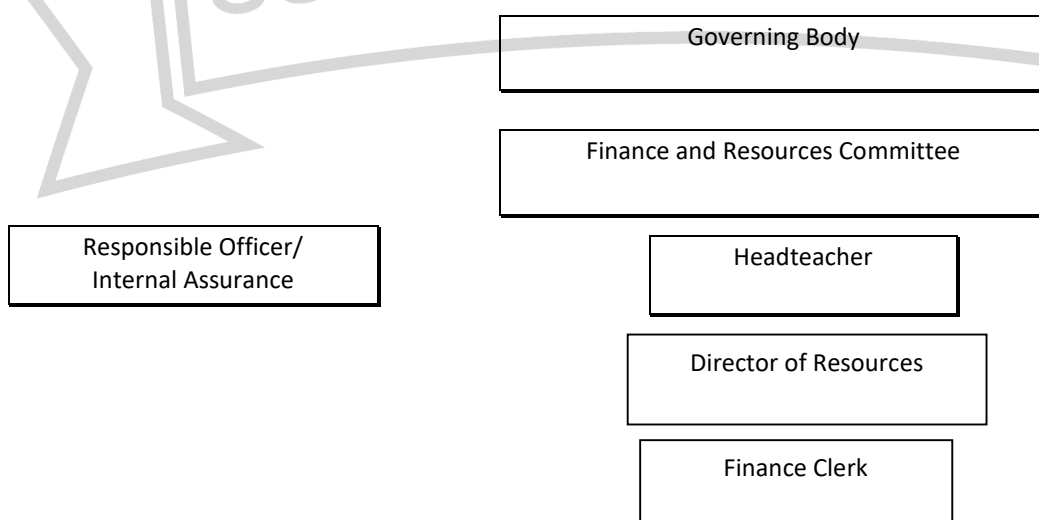 Governing Body
Finance and Resources Committee
Responsible Officer/
Internal Assurance
Headteacher
Director of Resources
Finance Clerk